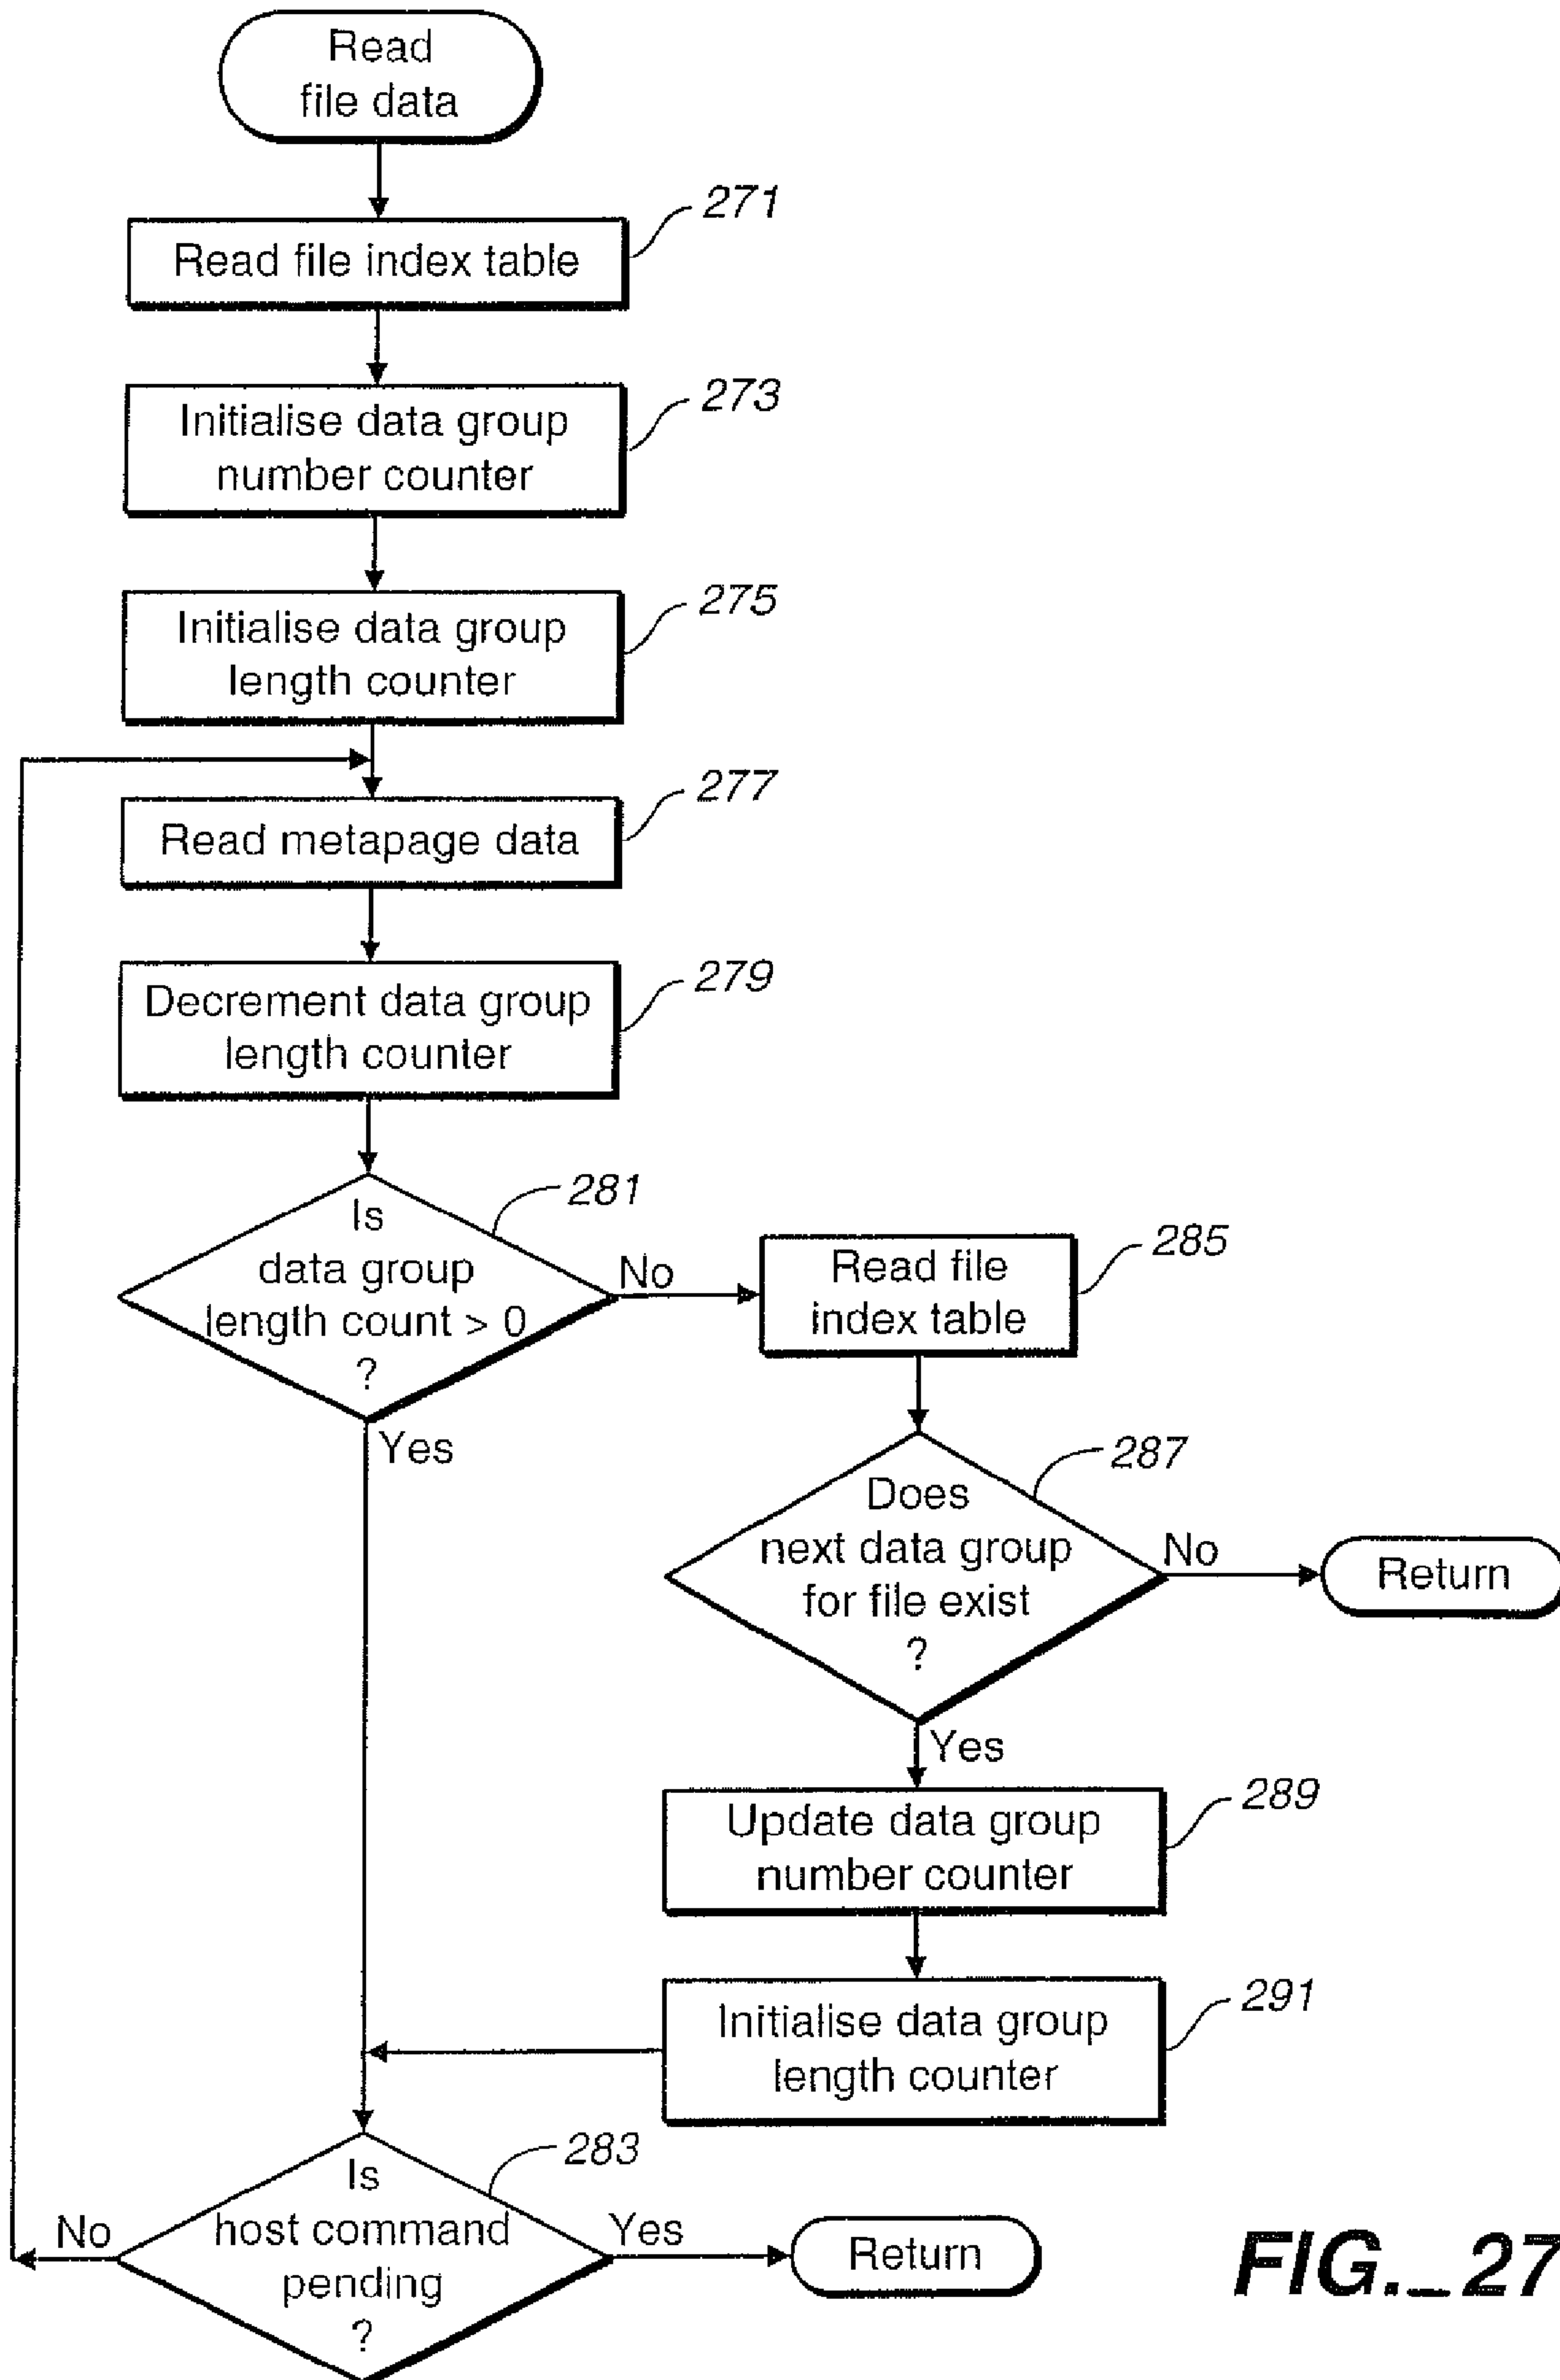 Read
file data
271
Read file index table
273
Initialise data group
number counter
275
Initialise data group
length counter
277
Read metapage data
279
Decrement data group
length counter
281
Is
data group
length count > 0
?
No
Yes
285
Read file
index table
287
Does
next data group
for file exist
?
No
Return
Yes
289
Update data group
number counter
291
Initialise data group
length counter
283
Is
host command
pending
?
No
Yes
Return
FIG._27